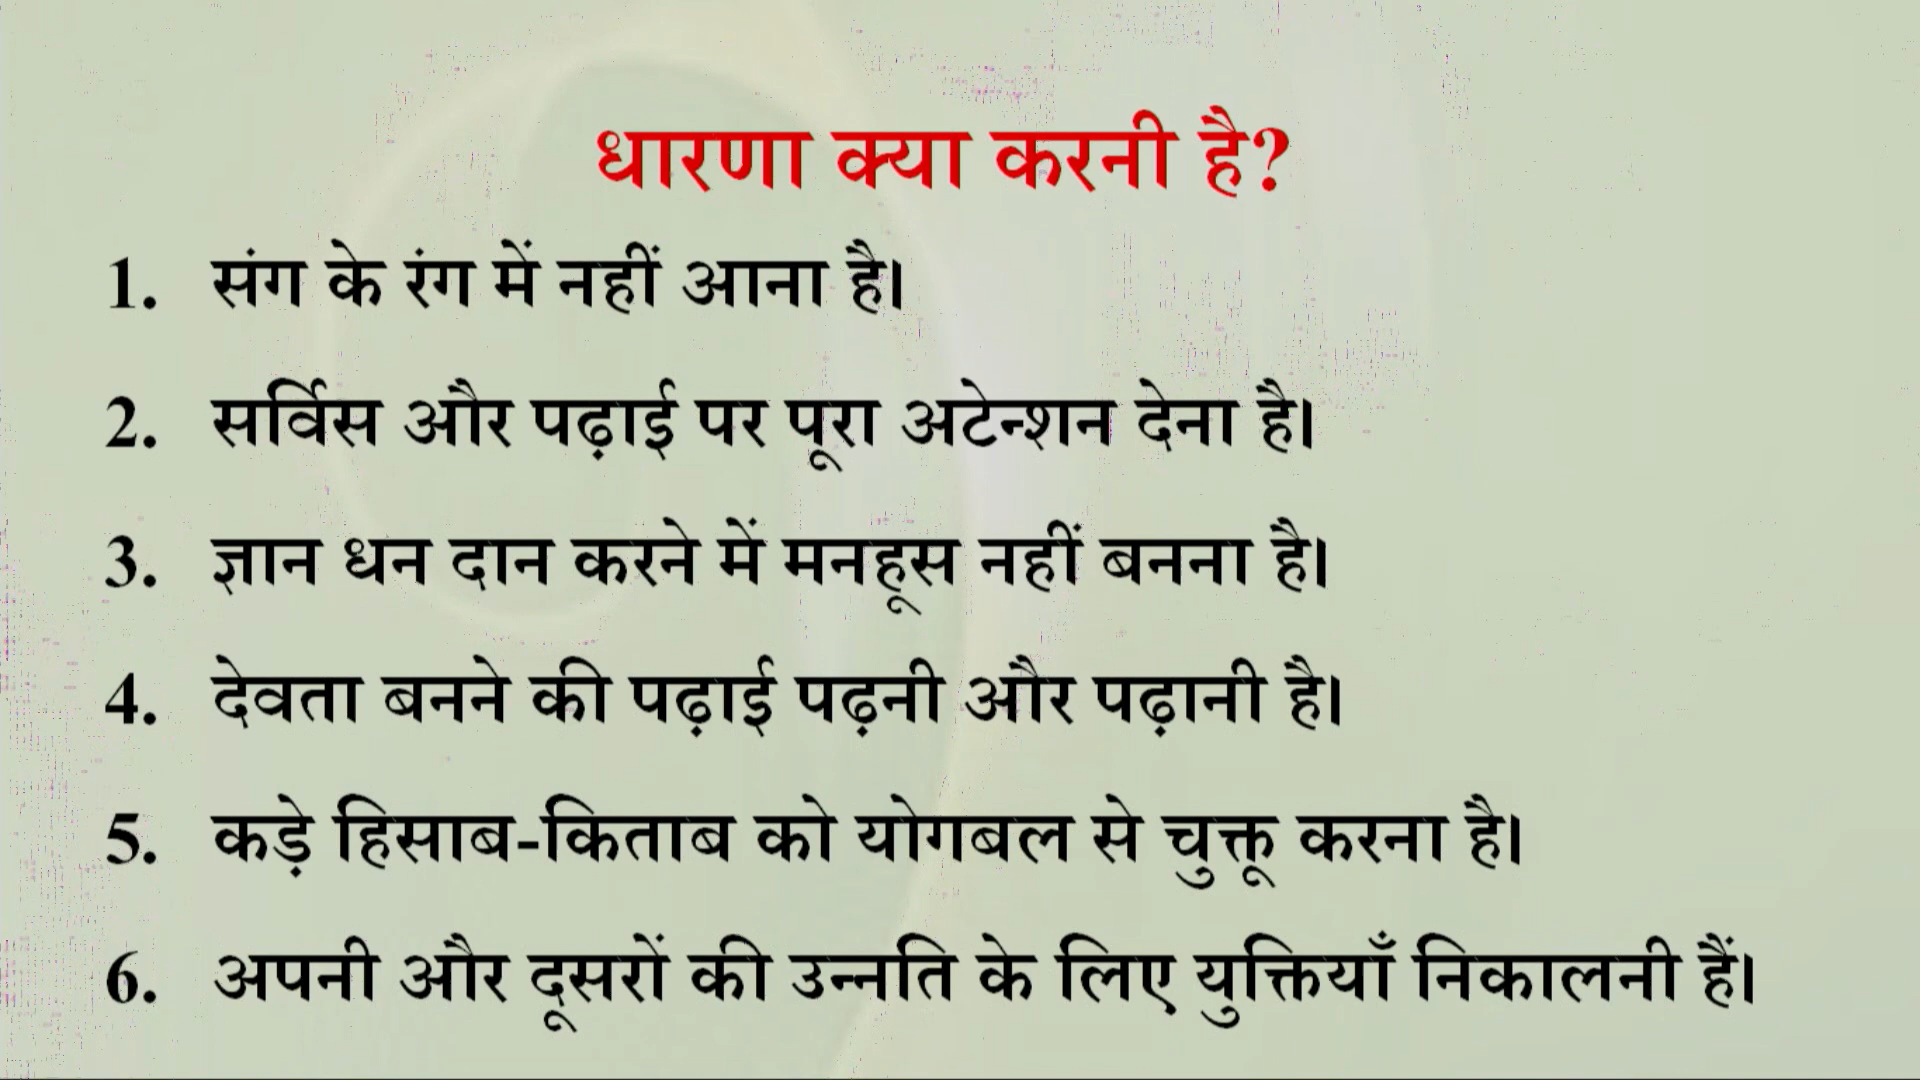 धारणा क्या करनी है?
1. संग के रंग में नहीं आना है।
2. सर्विस और पढ़ाई पर पूरा अटेन्शन देना है।
3. ज्ञान धन दान करने में मनहूस नहीं बनना है।
4. देवता बनने की पढ़ाई पढ़नी और पढ़ानी है।
5. कड़े हिसाब-किताब को योगबल से चुक्तू करना है।
6. अपनी और दूसरों की उन्नति के लिए युक्तियाँ निकालनी हैं।